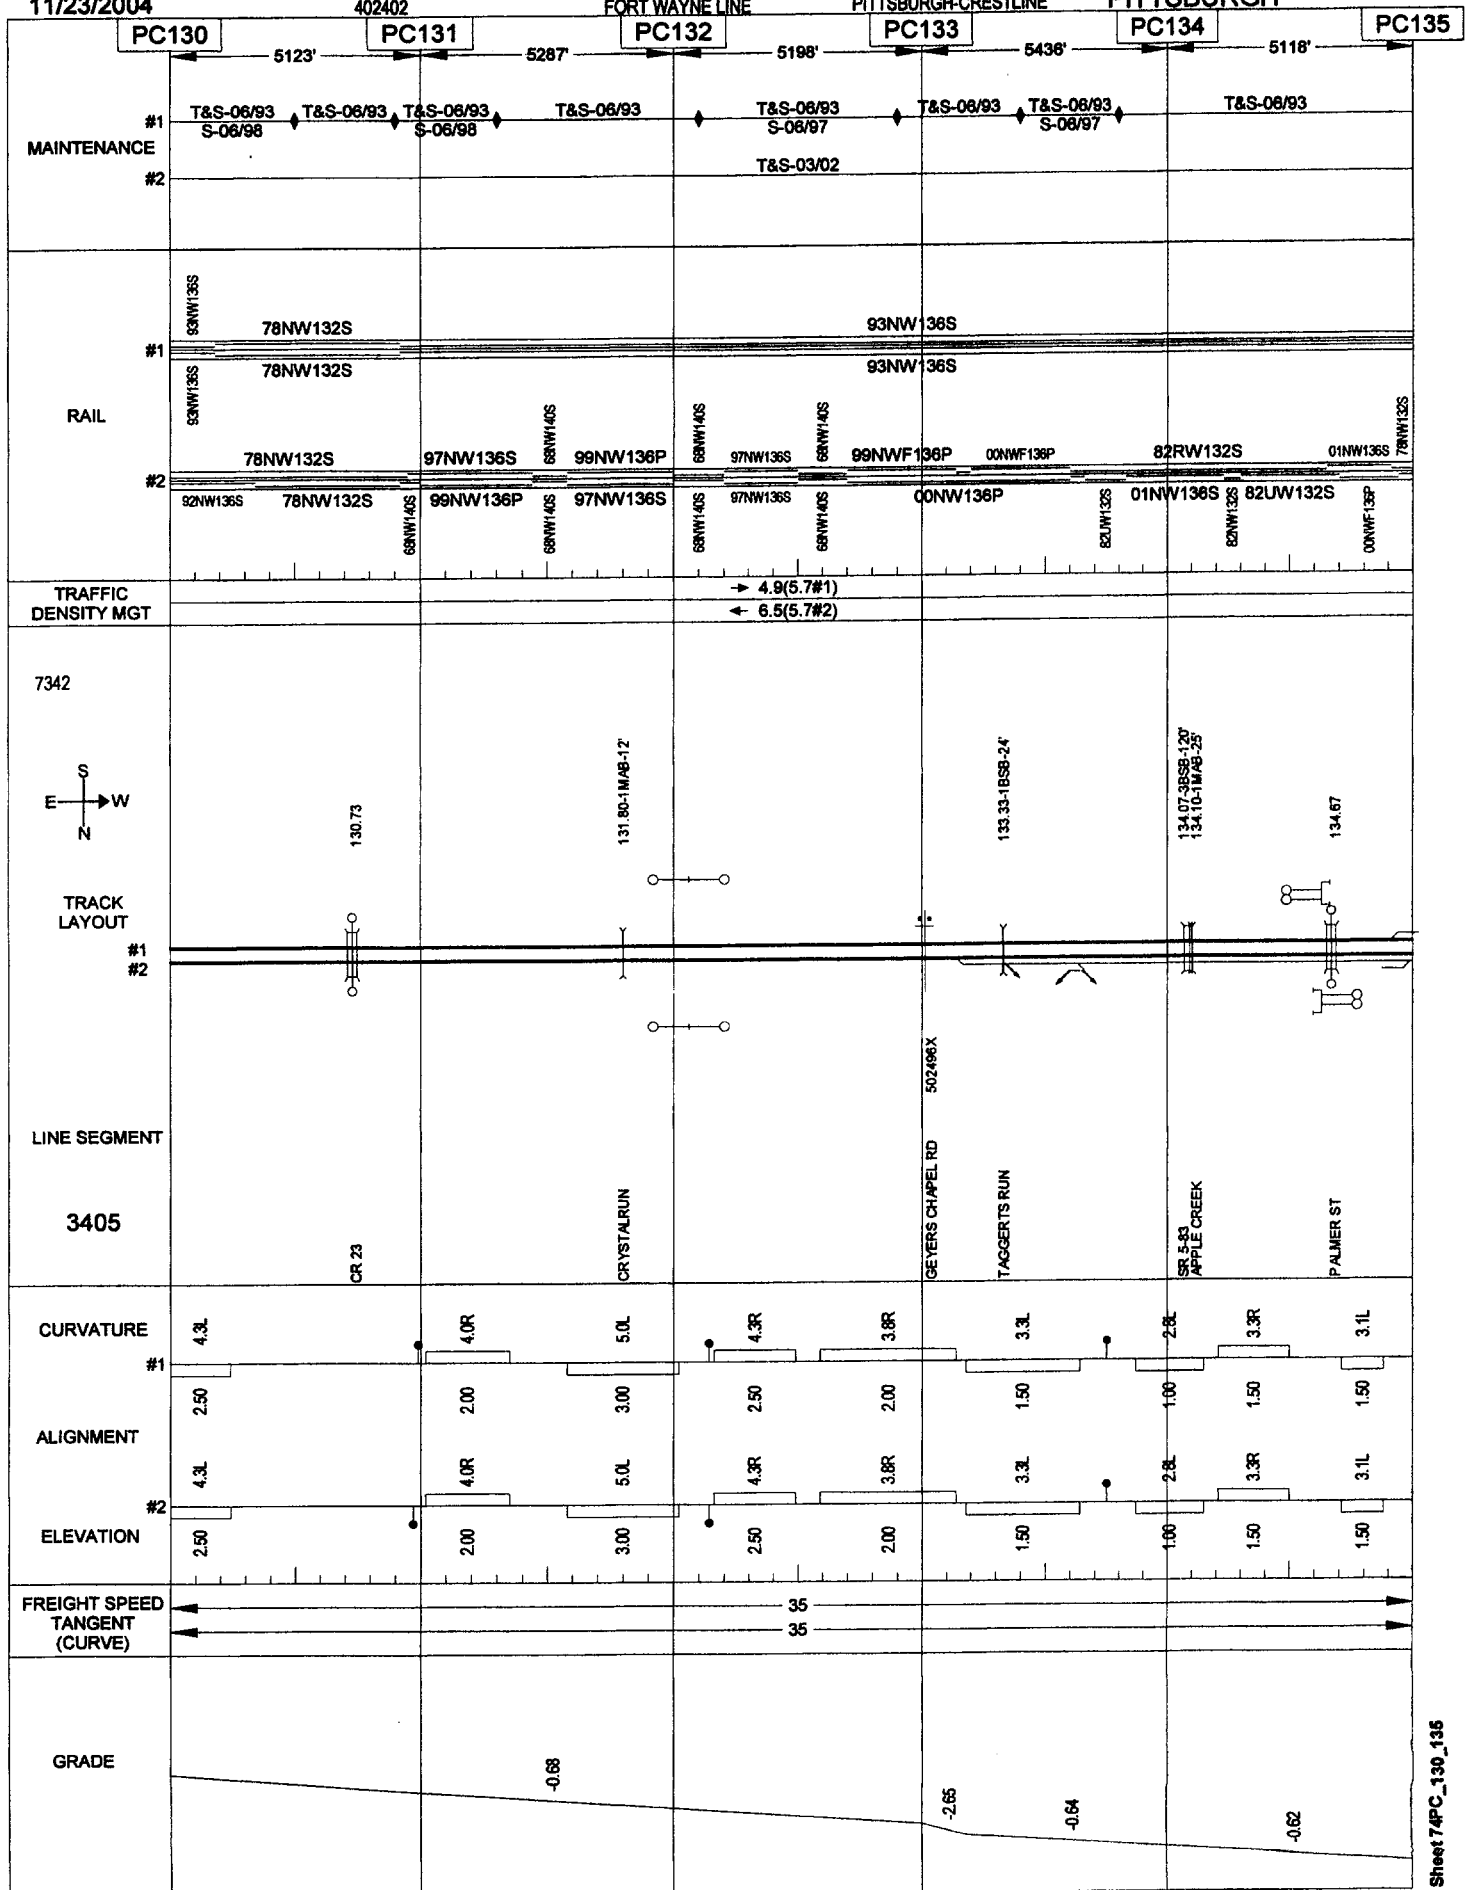 11/23/2004 402402 FORT WAYNE LINE PITTSBURGH-CRESTLINE PITTSBURGH
PC130 PC131 PC132 PC133 PC134 PC135
5123' 5287' 5198' 5436' 5118'
MAINTENANCE
#1
T&S-06/93 T&S-06/93 T&S-06/93 T&S-06/93 T&S-06/93 T&S-06/93 T&S-06/93 T&S-06/93
S-06/98 S-06/98 S-06/97 S-06/97
#2
T&S-03/02
RAIL
93NW136S
78NW132S 93NW136S
#1
93NW136S
78NW132S 93NW136S
68NW140S 68NW140S 68NW140S 78NW132S
78NW132S 97NW136S 99NW136P 97NW136S 99NWF136P 00NWF136P 82RW132S 01NW136S
#2
92NW136S 78NW132S 99NW136P 97NW136S 97NW136S 00NW136P 01NW136S 82UW132S
68NW140S 68NW140S 68NW140S 68NW140S 82UW132S 82NW132S 00NWF136P
TRAFFIC
DENSITY MGT
→ 4.9(5.7#1)
← 6.5(5.7#2)
7342
S
E W
N
130.73
131.80-1MAB-12'
133.33-1BSB-24'
134.07-3BSB-120'
134.10-1MAB-25'
134.67
TRACK
LAYOUT
#1
#2
LINE SEGMENT
3405
CR 23
CRYSTALRUN
GEYERS CHAPEL RD 502496X
TAGGERTS RUN
SR 5-83
APPLE CREEK
PALMER ST
CURVATURE
4.3L 4.0R 5.0L 4.3R 3.8R 3.3L 2.8L 3.3R 3.1L
#1
2.50 2.00 3.00 2.50 2.00 1.50 1.00 1.50 1.50
ALIGNMENT
4.3L 4.0R 5.0L 4.3R 3.8R 3.3L 2.8L 3.3R 3.1L
#2
ELEVATION
2.50 2.00 3.00 2.50 2.00 1.50 1.00 1.50 1.50
FREIGHT SPEED
TANGENT
(CURVE)
35
35
GRADE
-0.68
-2.65
-0.64
-0.62
Sheet 74PC_130_135